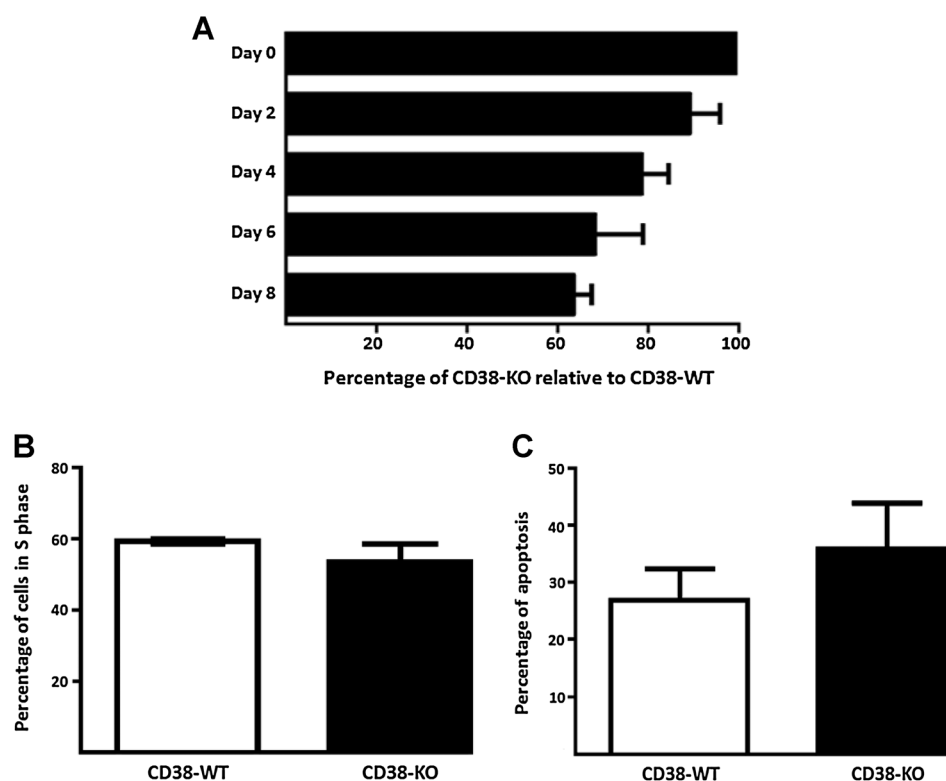 A
Day 0
Day 2
Day 4
Day 6
Day 8
20 40 60 80 100
Percentage of CD38-KO relative to CD38-WT
B
Percentage of cells in S phase
80
60
40
20
CD38-WT CD38-KO
C
Percentage of apoptosis
50
40
30
20
10
CD38-WT CD38-KO